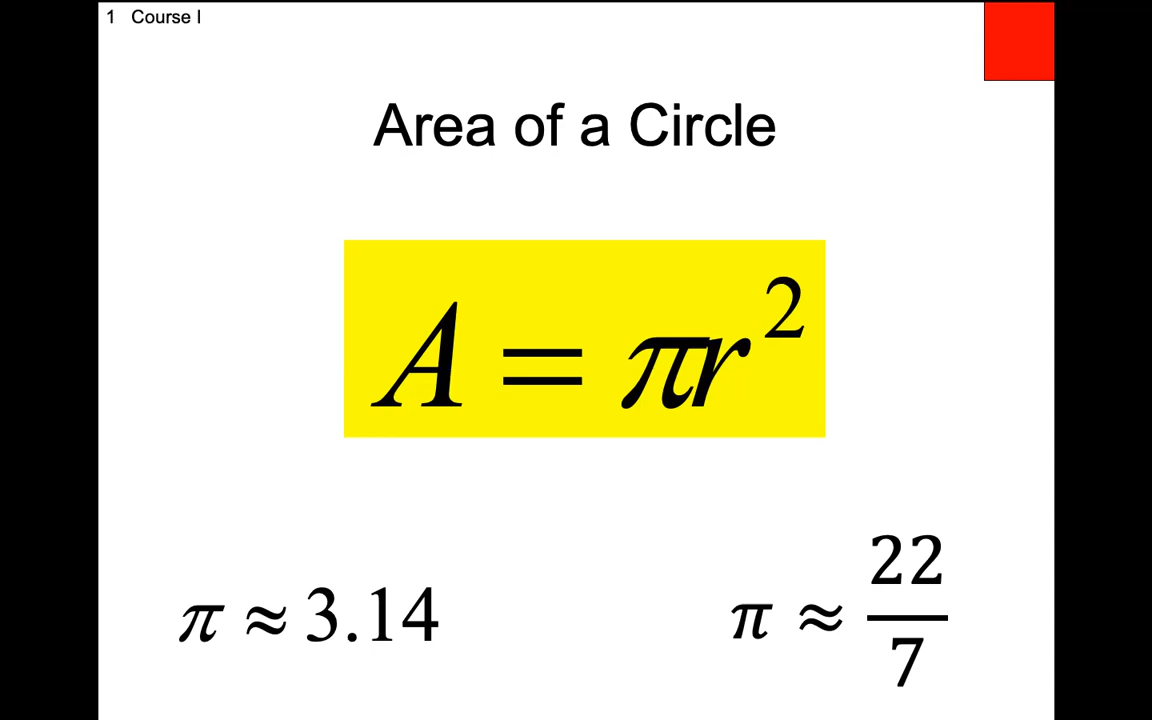 1 Course I
Area of a Circle
A = πr²
π ≈ 3.14
π ≈ 22/7